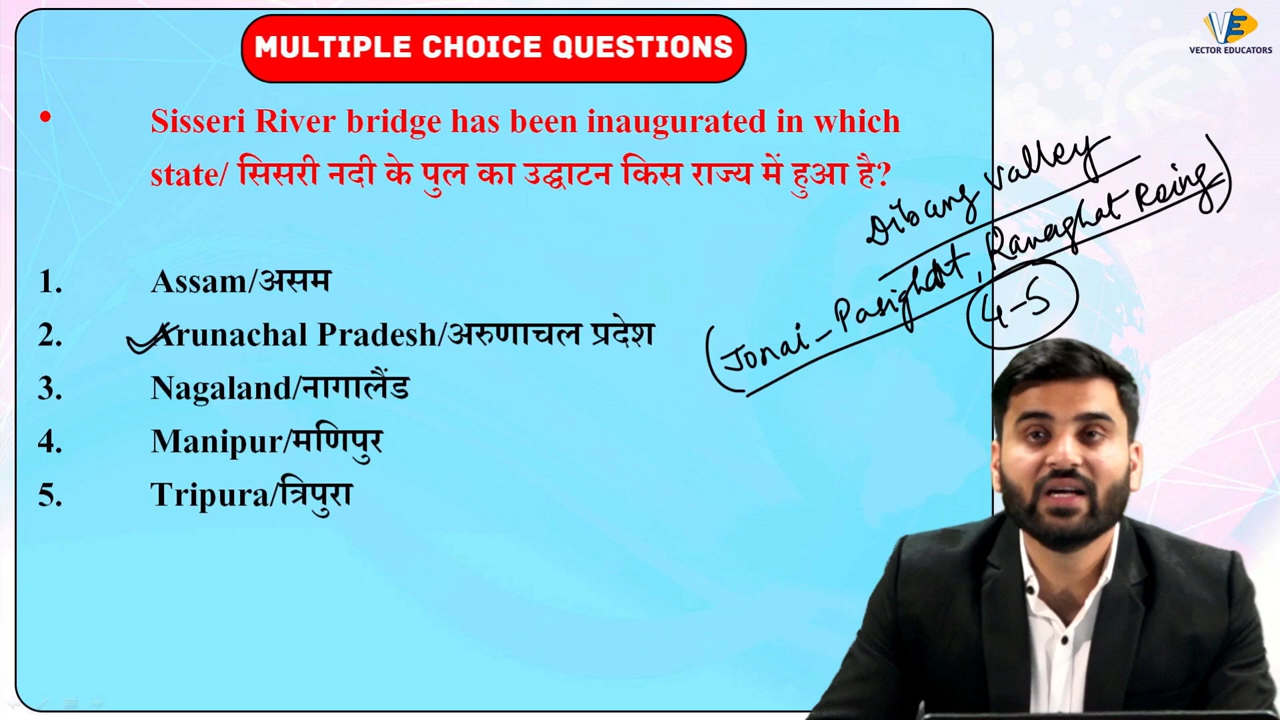 MULTIPLE CHOICE QUESTIONS
VE
VECTOR EDUCATORS
• Sisseri River bridge has been inaugurated in which
state/ सिसरी नदी के पुल का उद्घाटन किस राज्य में हुआ है?
Dibang Valley
(Jonai - Pasighat, Ranaghat Roing)
4-5
1. Assam/असम
2. Arunachal Pradesh/अरुणाचल प्रदेश
3. Nagaland/नागालैंड
4. Manipur/मणिपुर
5. Tripura/त्रिपुरा